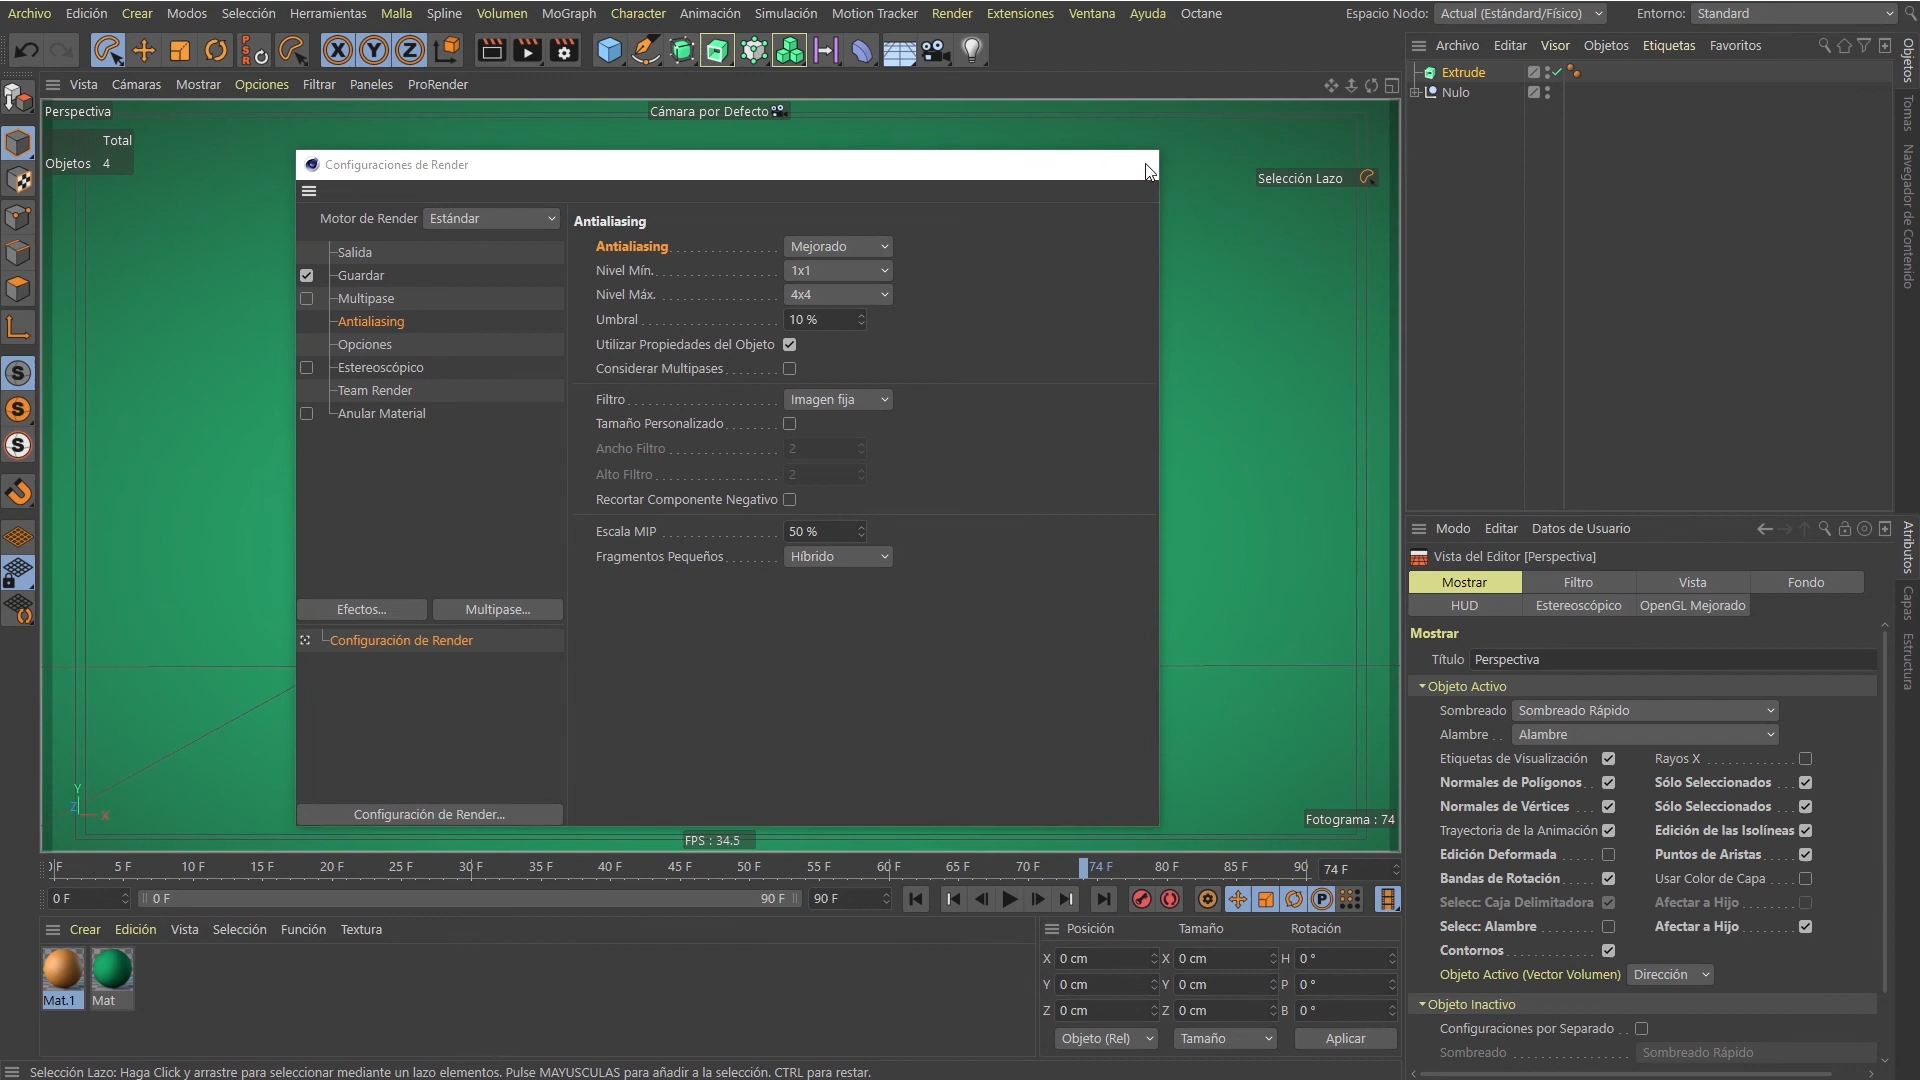 Archivo Edición Crear Modos Selección Herramientas Malla Spline Volumen MoGraph Character Animación Simulación Motion Tracker Render Extensiones Ventana Ayuda Octane Espacio Nodo: Actual (Estándar/Físico) Entorno: Standard
PSR X Y Z
Archivo Editar Visor Objetos Etiquetas Favoritos
Vista Cámaras Mostrar Opciones Filtrar Paneles ProRender
Extrude
Nulo
Objetos
Tomas
Navegador de Contenido
Perspectiva
Cámara por Defecto
Total
Objetos 4
Selección Lazo
Configuraciones de Render
Motor de Render Estándar
Salida
Guardar
Multipase
Antialiasing
Opciones
Estereoscópico
Team Render
Anular Material
Efectos... Multipase...
Configuración de Render
Configuración de Render...
Antialiasing
Antialiasing Mejorado
Nivel Mín. 1x1
Nivel Máx. 4x4
Umbral 10 %
Utilizar Propiedades del Objeto
Considerar Multipases
Filtro Imagen fija
Tamaño Personalizado
Ancho Filtro 2
Alto FIltro 2
Recortar Componente Negativo
Escala MIP 50 %
Fragmentos Pequeños Híbrido
S
S
S
Y
Z
X
FPS : 34.5
Fotograma : 74
5 F 10 F 15 F 20 F 25 F 30 F 35 F 40 F 45 F 50 F 55 F 60 F 65 F 70 F 74 F 80 F 85 F 90 74 F
0 F 0 F 90 F 90 F P
Crear Edición Vista Selección Función Textura
Mat.1 Mat
Posición Tamaño Rotación
X 0 cm X 0 cm H 0 °
Y 0 cm Y 0 cm P 0 °
Z 0 cm Z 0 cm B 0 °
Objeto (Rel) Tamaño Aplicar
Modo Editar Datos de Usuario
Vista del Editor [Perspectiva]
Mostrar Filtro Vista Fondo
HUD Estereoscópico OpenGL Mejorado
Mostrar
Título Perspectiva
Objeto Activo
Sombreado Sombreado Rápido
Alambre Alambre
Etiquetas de Visualización Rayos X
Normales de Polígonos Sólo Seleccionados
Normales de Vértices Sólo Seleccionados
Trayectoria de la Animación Edición de las Isolíneas
Edición Deformada Puntos de Aristas
Bandas de Rotación Usar Color de Capa
Selecc: Caja Delimitadora Afectar a Hijo
Selecc: Alambre Afectar a Hijo
Contornos
Objeto Activo (Vector Volumen) Dirección
Objeto Inactivo
Configuraciones por Separado
Sombreado Sombreado Rápido
Atributos
Capas
Estructura
Selección Lazo: Haga Click y arrastre para seleccionar mediante un lazo elementos. Pulse MAYUSCULAS para añadir a la selección. CTRL para restar.